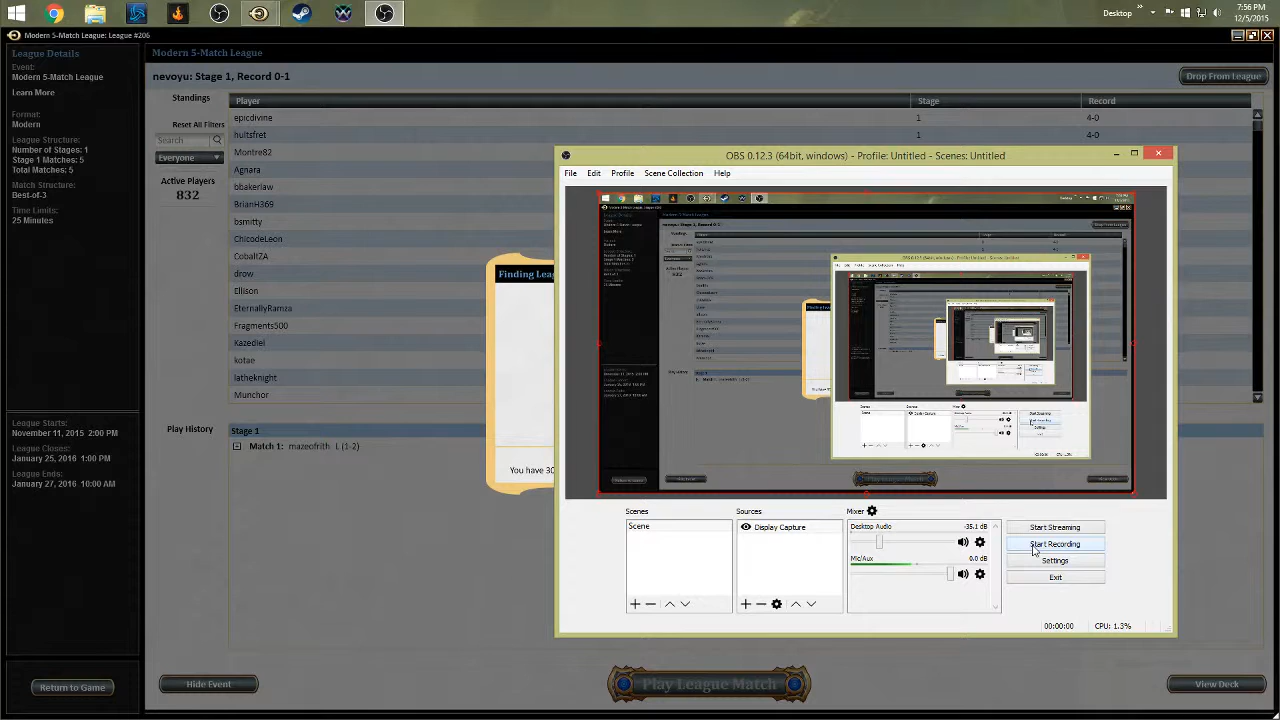 7:56 PM
Desktop
12/5/2015
Modern 5-Match League: League #206
League Details
Event:
Modern 5-Match League
Learn More
Format:
Modern
League Structure:
Number of Stages: 1
Stage 1 Matches: 5
Total Matches: 5
Match Structure:
Best-of-3
Time Limits:
25 Minutes
League Starts:
November 11, 2015 2:00 PM
League Closes:
January 25, 2016 1:00 PM
League Ends:
January 27, 2016 10:00 AM
Return to Game
Modern 5-Match League
nevoyu: Stage 1, Record 0-1
Drop From League
Standings
Reset All Filters
Search
Everyone
Active Players
832
Player
Stage
Record
epicdivine
1
4-0
hultsfret
1
4-0
Montre82
Agnara
bbakerlaw
BrianH369
bsmitty
ChicodeLeon
CobaltZA
drow
Ellison
EternallyRamza
Fragments500
Kazediel
kotae
latheknight
Munchor
Play History
Stage 1
Match 1: mazeofrith L (1-2)
Finding Leag
You have 30
Hide Event
Play League Match
View Deck
OBS 0.12.3 (64bit, windows) - Profile: Untitled - Scenes: Untitled
File Edit Profile Scene Collection Help
Scenes
Scene
Sources
Display Capture
Mixer
Desktop Audio
-35.1 dB
Mic/Aux
0.0 dB
Start Streaming
Start Recording
Settings
Exit
00:00:00
CPU: 1.3%